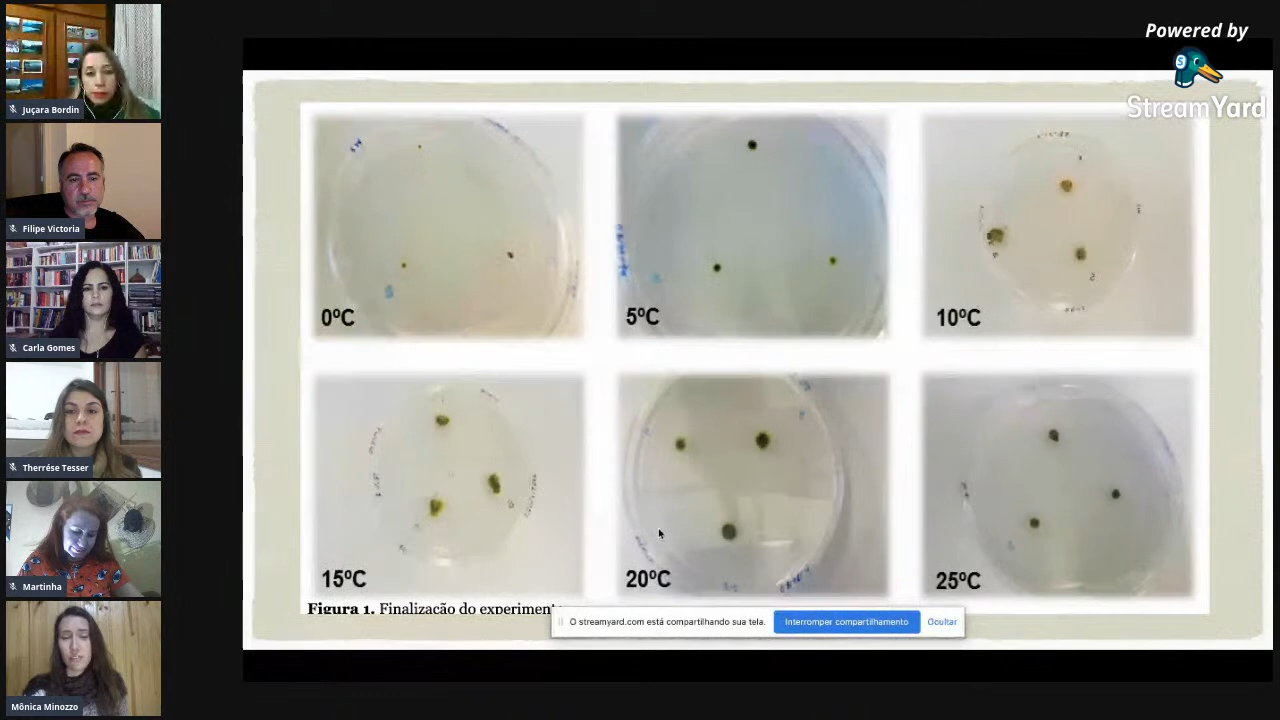 Powered by
StreamYard
Juçara Bordin
Filipe Victoria
Carla Gomes
Therrése Tesser
Martinha
Mônica Minozzo
0ºC
5ºC
10ºC
15ºC
20ºC
25ºC
Figura 1. Finalização do experimento
O streamyard.com está compartilhando sua tela.
Interromper compartilhamento
Ocultar